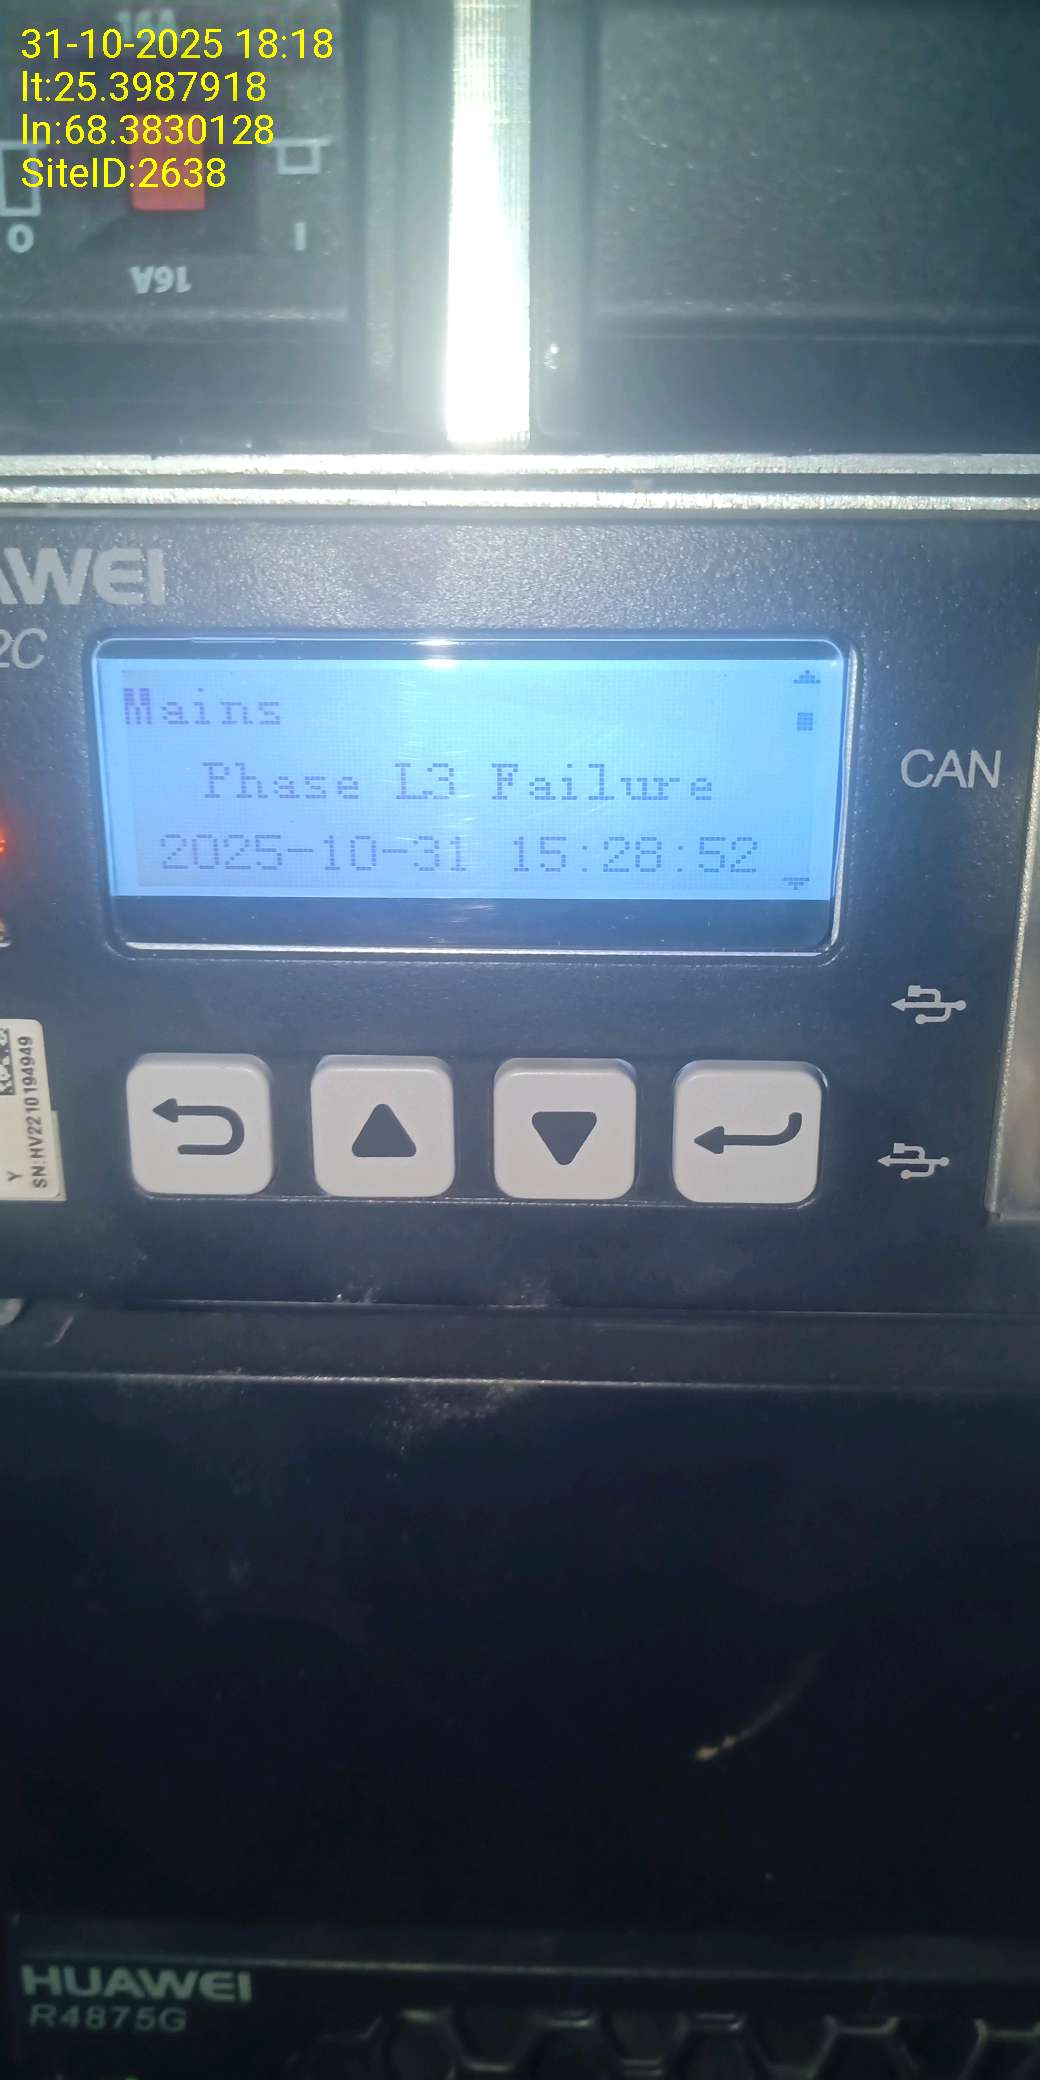 31-10-2025 18:18
lt:25.3987918
ln:68.3830128
SiteID:2638
16A
O
I
16A
AWEI
2C
Mains
Phase L3 Failure
2025-10-31 15:28:52
CAN
Y
SN:HV2210194949
HUAWEI
R4875G